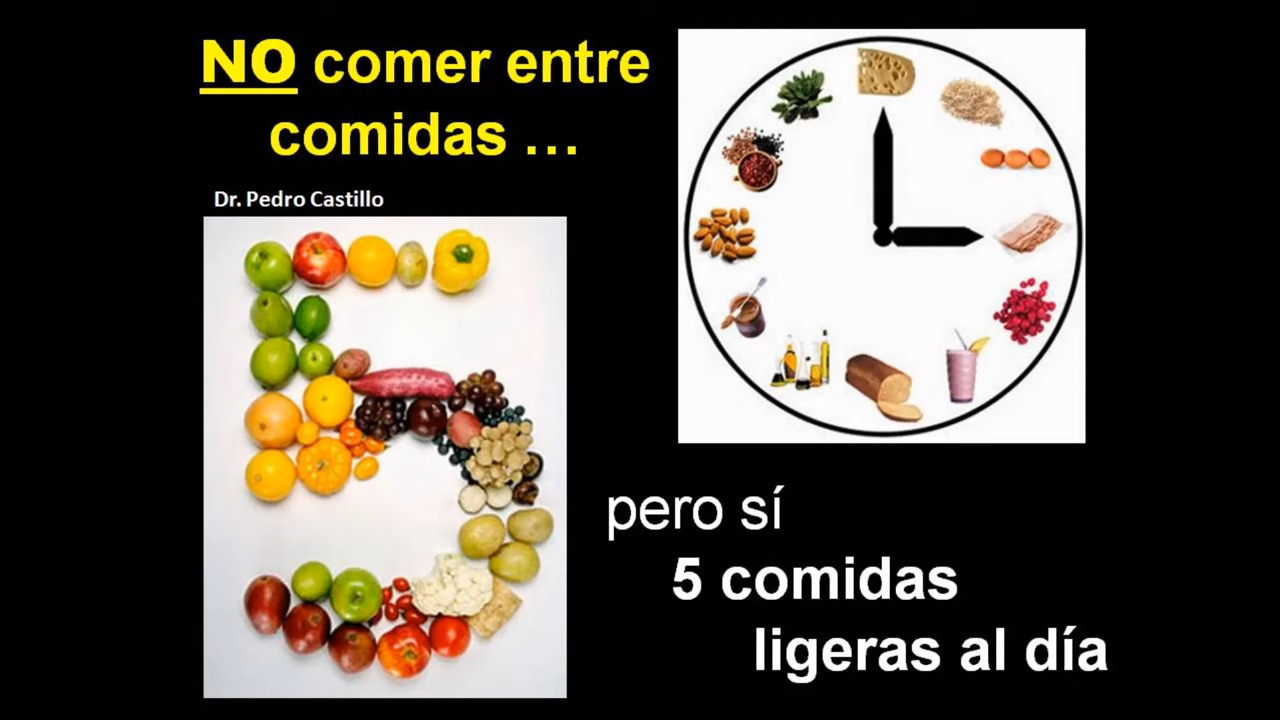 NO comer entre
comidas ...
Dr. Pedro Castillo
pero sí
5 comidas
ligeras al día